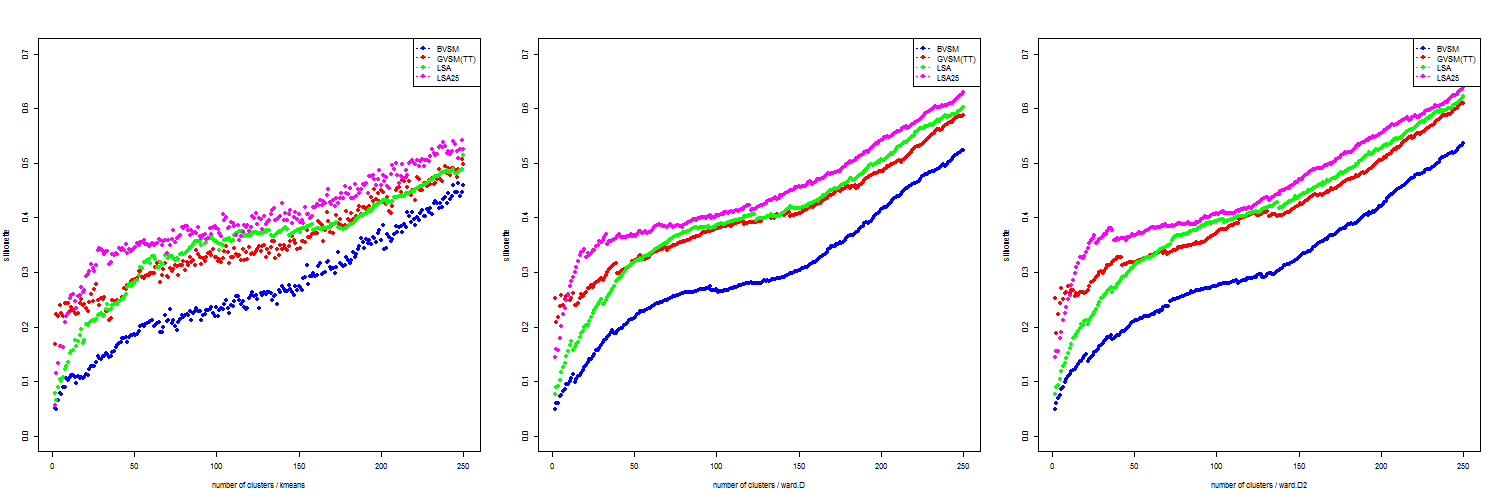 0.7
0.6
0.5
0.4
0.3
0.2
0.1
0.0
silhouette
0 50 100 150 200 250
number of clusters / kmeans
BVSM
GVSM(TT)
LSA
LSA25
0.7
0.6
0.5
0.4
0.3
0.2
0.1
0.0
silhouette
0 50 100 150 200 250
number of clusters / ward.D
BVSM
GVSM(TT)
LSA
LSA25
0.7
0.6
0.5
0.4
0.3
0.2
0.1
0.0
silhouette
0 50 100 150 200 250
number of clusters / ward.D2
BVSM
GVSM(TT)
LSA
LSA25